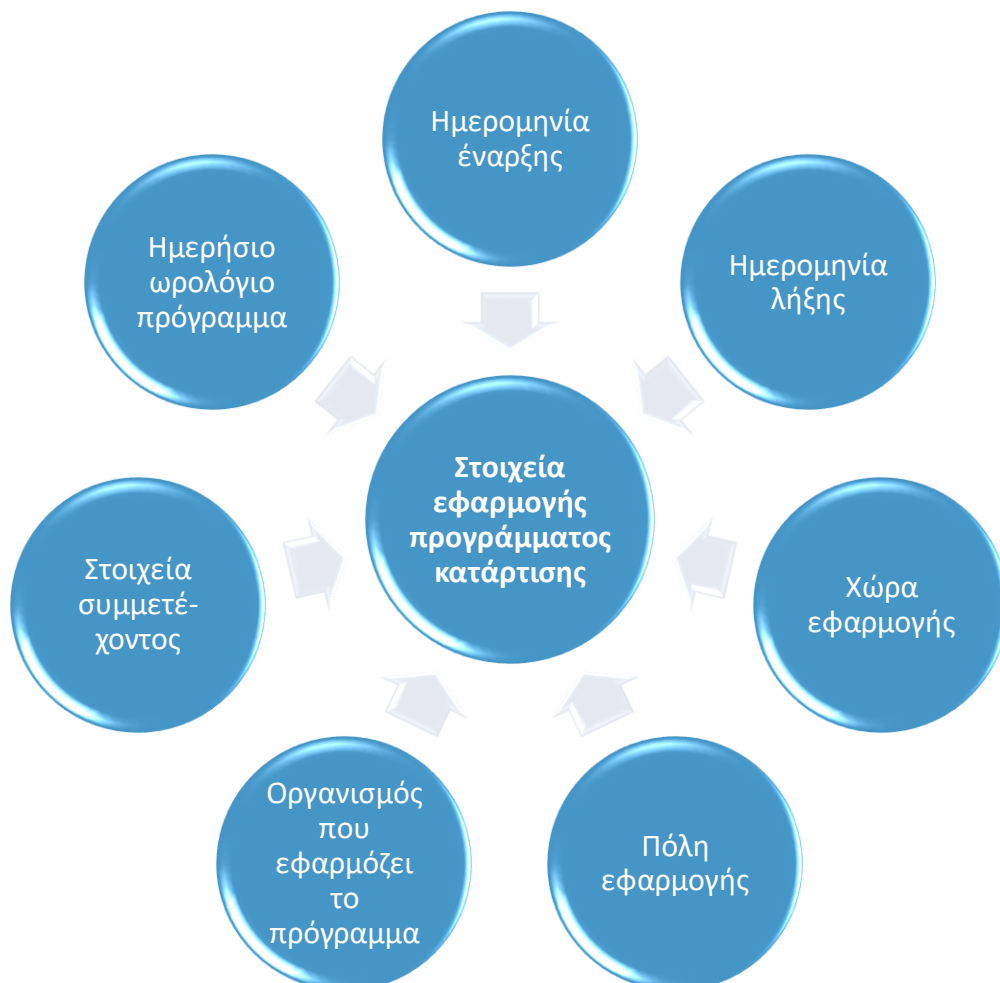 Ημερομηνία
έναρξης
Ημερομηνία
λήξης
Χώρα
εφαρμογής
Πόλη
εφαρμογής
Οργανισμός
που
εφαρμόζει
το
πρόγραμμα
Στοιχεία
συμμετέ-
χοντος
Ημερήσιο
ωρολόγιο
πρόγραμμα
Στοιχεία
εφαρμογής
προγράμματος
κατάρτισης